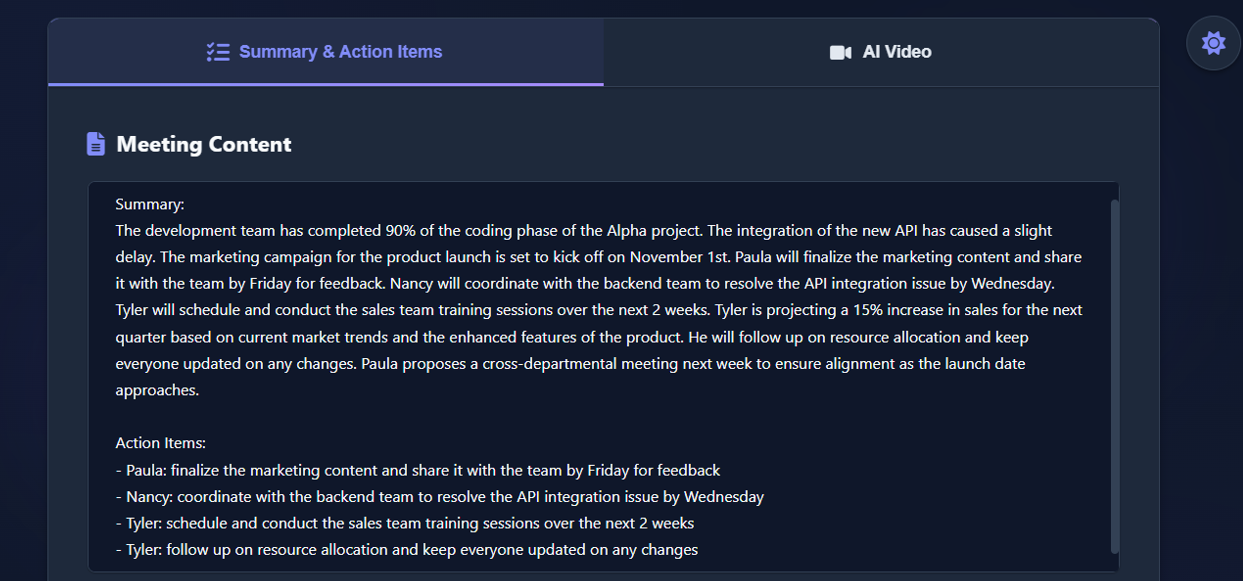 Summary & Action Items
AI Video
Meeting Content
Summary:
The development team has completed 90% of the coding phase of the Alpha project. The integration of the new API has caused a slight
delay. The marketing campaign for the product launch is set to kick off on November 1st. Paula will finalize the marketing content and share
it with the team by Friday for feedback. Nancy will coordinate with the backend team to resolve the API integration issue by Wednesday.
Tyler will schedule and conduct the sales team training sessions over the next 2 weeks. Tyler is projecting a 15% increase in sales for the next
quarter based on current market trends and the enhanced features of the product. He will follow up on resource allocation and keep
everyone updated on any changes. Paula proposes a cross-departmental meeting next week to ensure alignment as the launch date
approaches.
Action Items:
- Paula: finalize the marketing content and share it with the team by Friday for feedback
- Nancy: coordinate with the backend team to resolve the API integration issue by Wednesday
- Tyler: schedule and conduct the sales team training sessions over the next 2 weeks
- Tyler: follow up on resource allocation and keep everyone updated on any changes